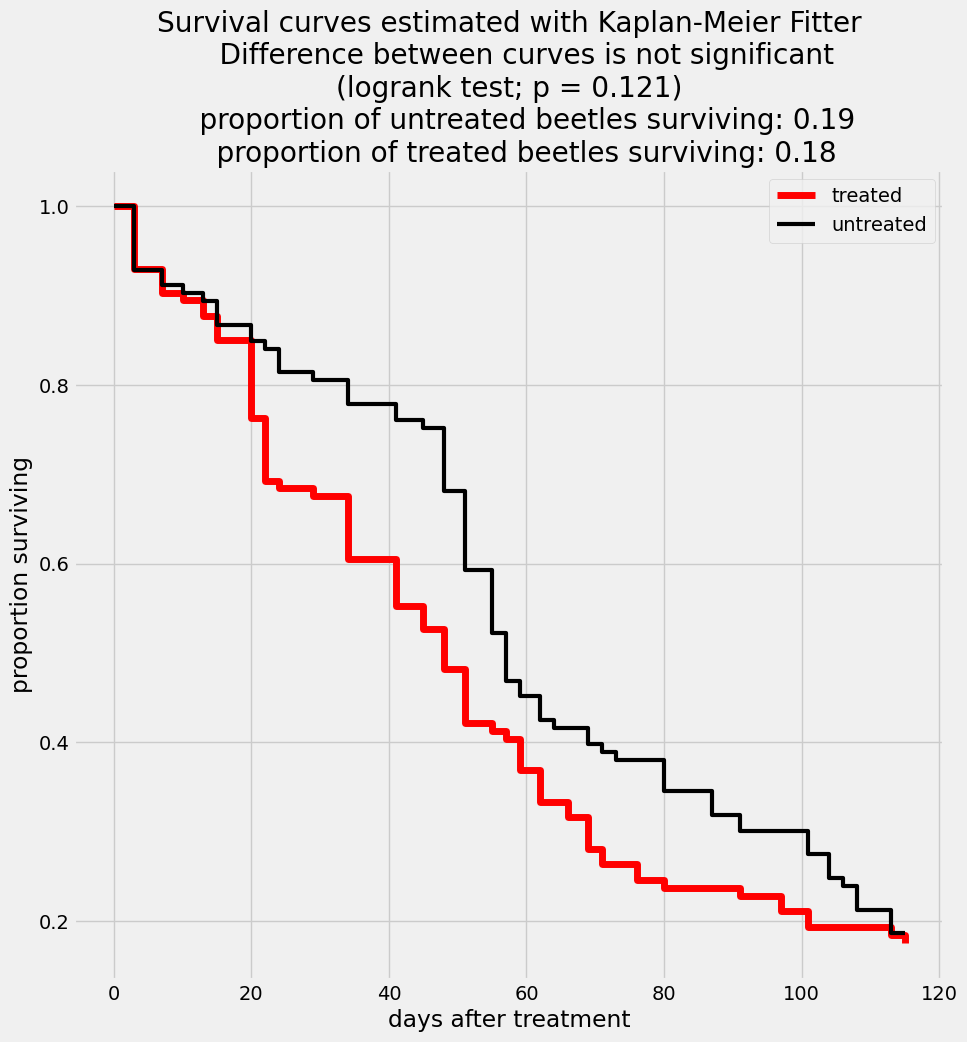 Survival curves estimated with Kaplan-Meier Fitter
Difference between curves is not significant
(logrank test; p = 0.121)
proportion of untreated beetles surviving: 0.19
proportion of treated beetles surviving: 0.18
treated
untreated
1.0
0.8
0.6
0.4
0.2
proportion surviving
0 20 40 60 80 100 120
days after treatment